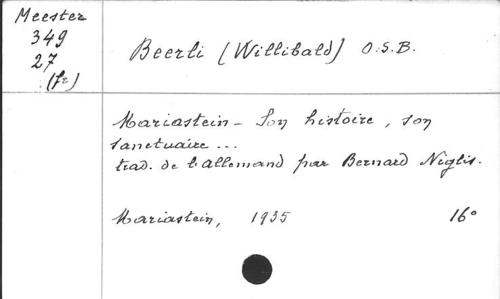 Meester
349
27
(fr)
Beerli (Willibald) O.S.B.
Mariastein - Son histoire, son
sanctuaire ...
trad. de l'allemand par Bernard Niglis.
Mariastein, 1935 16°